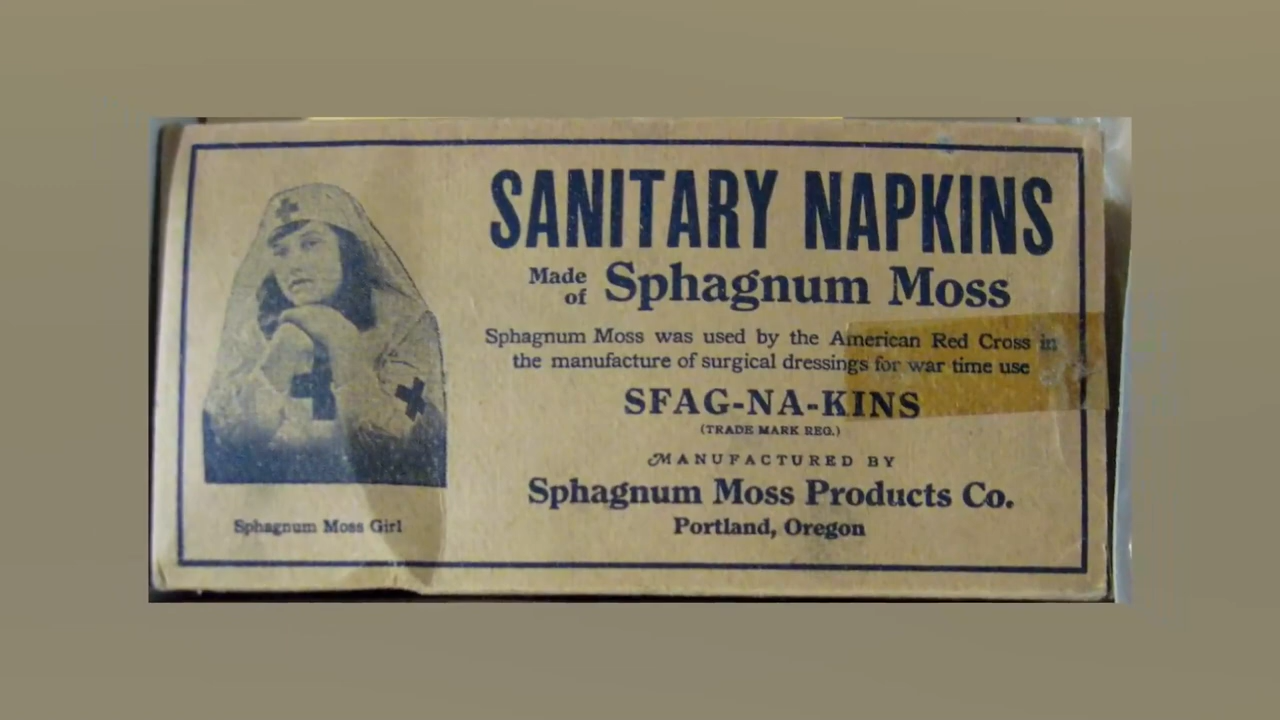 SANITARY NAPKINS
Made of Sphagnum Moss
Sphagnum Moss was used by the American Red Cross in
the manufacture of surgical dressings for war time use
SFAG-NA-KINS
(TRADE MARK REG.)
MANUFACTURED BY
Sphagnum Moss Products Co.
Portland, Oregon
Sphagnum Moss Girl